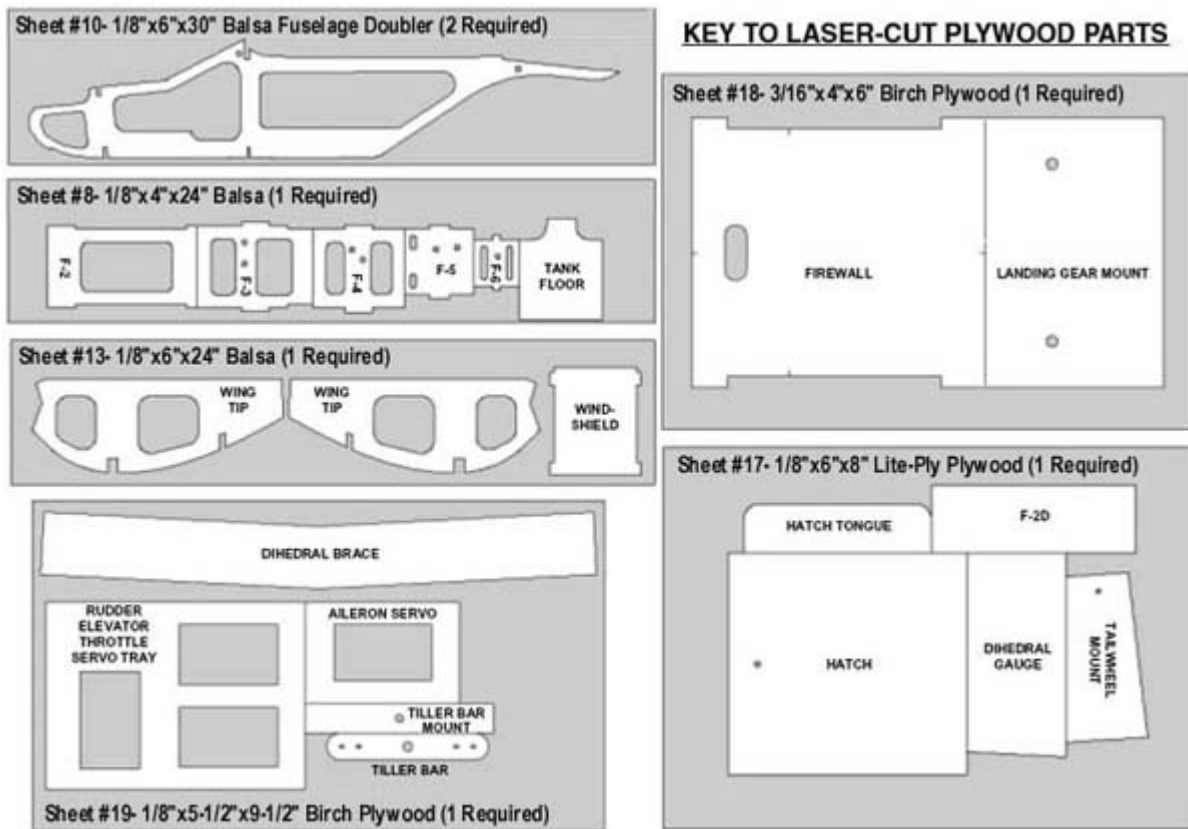 Sheet #10- 1/8"x6"x30" Balsa Fuselage Doubler (2 Required)
Sheet #8- 1/8"x4"x24" Balsa (1 Required)
F-2
F-3
F-4
F-5
F-6
TANK
FLOOR
Sheet #13- 1/8"x6"x24" Balsa (1 Required)
WING
TIP
WING
TIP
WIND-
SHIELD
DIHEDRAL BRACE
RUDDER
ELEVATOR
THROTTLE
SERVO TRAY
AILERON SERVO
TILLER BAR
MOUNT
TILLER BAR
Sheet #19- 1/8"x5-1/2"x9-1/2" Birch Plywood (1 Required)
KEY TO LASER-CUT PLYWOOD PARTS
Sheet #18- 3/16"x4"x6" Birch Plywood (1 Required)
FIREWALL
LANDING GEAR MOUNT
Sheet #17- 1/8"x6"x8" Lite-Ply Plywood (1 Required)
HATCH TONGUE
F-2D
HATCH
DIHEDRAL
GAUGE
TAILWHEEL
MOUNT